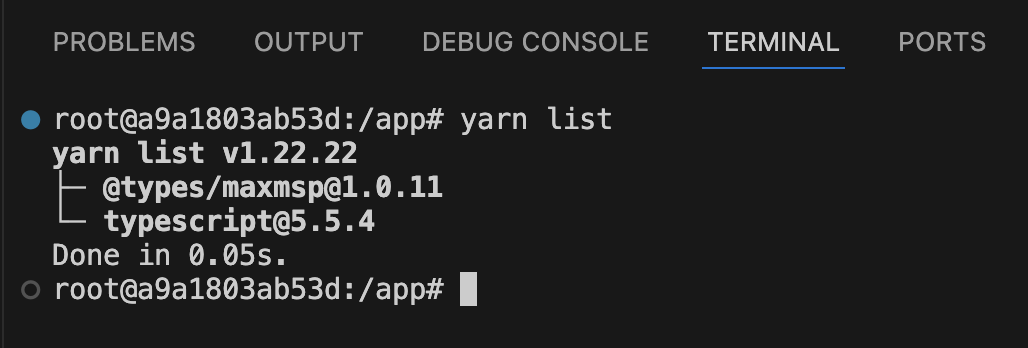 PROBLEMS OUTPUT DEBUG CONSOLE TERMINAL PORTS
root@a9a1803ab53d:/app# yarn list
yarn list v1.22.22
├─ @types/maxmsp@1.0.11
└─ typescript@5.5.4
Done in 0.05s.
root@a9a1803ab53d:/app#